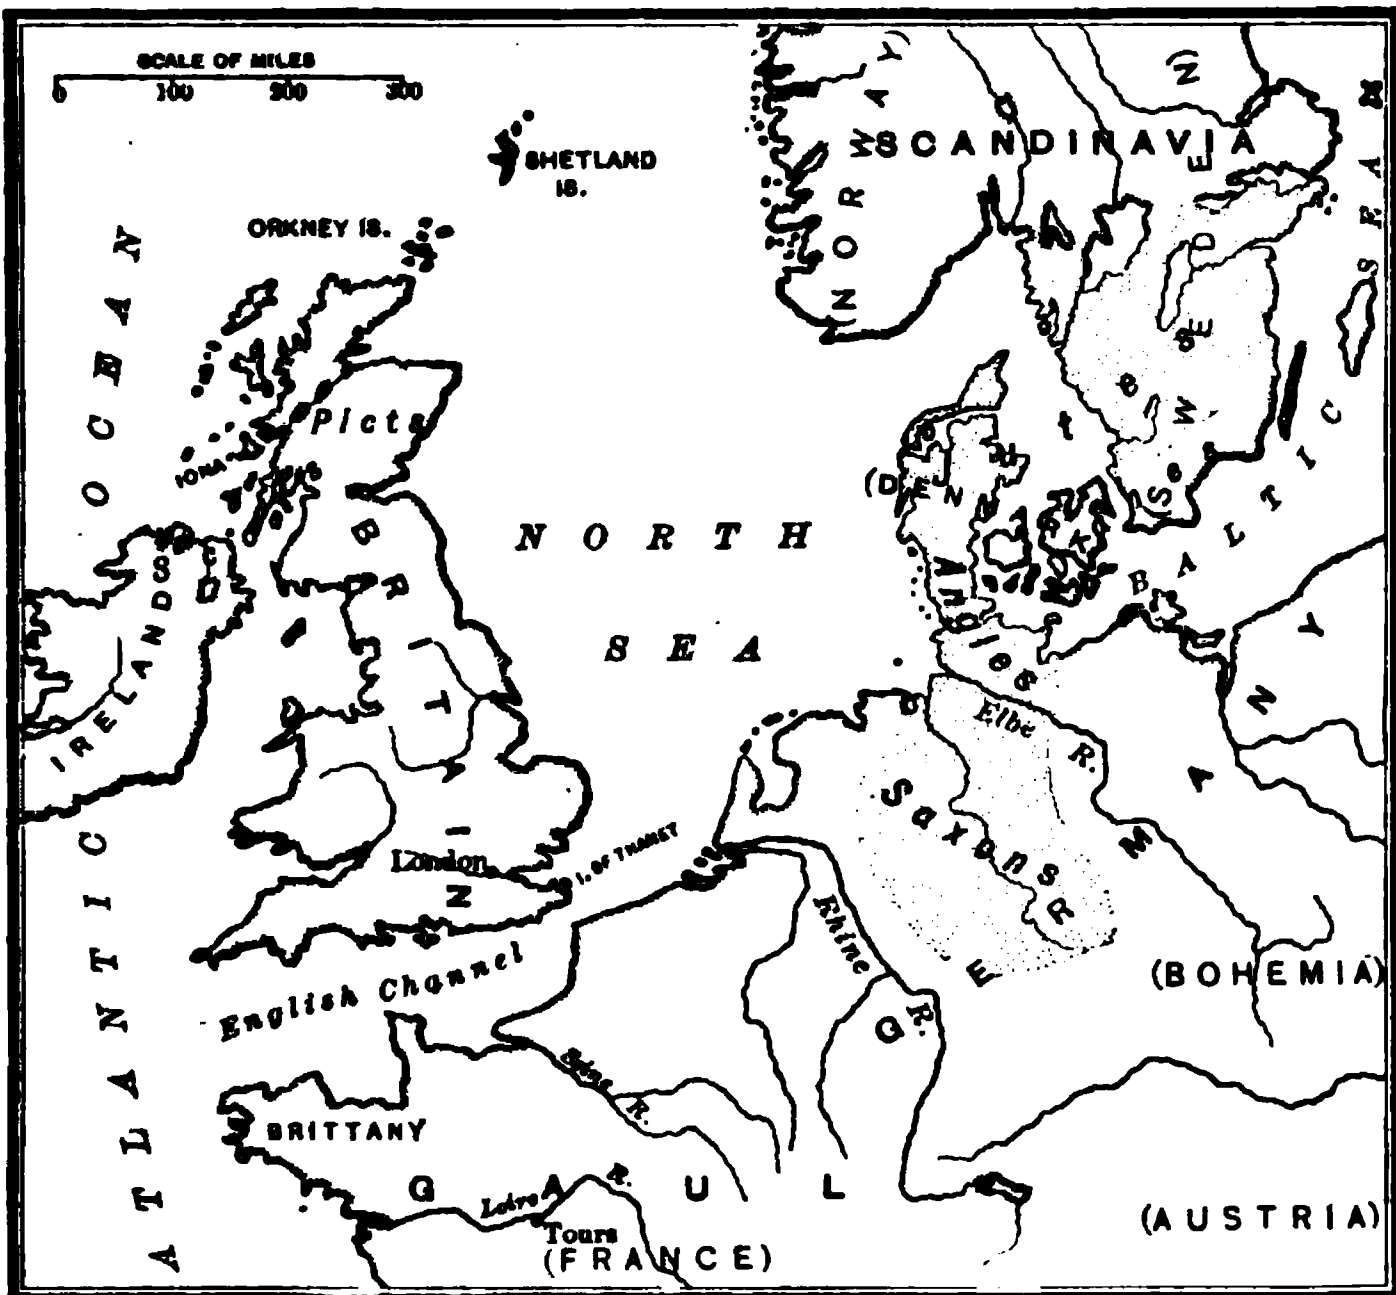 SCALE OF MILES
0 100 200 300
SHETLAND
IS.
ORKNEY IS.
(NORWAY)
SCANDINAVIA
(SWEDEN)
BALTIC SEA
ATLANTIC OCEAN
Picts
IONA
NORTH
SEA
(DENMARK)
Jutes
Angles
IRELAND
SCOTS
BRITAIN
Elbe R.
Saxons
GERMANY
London
I. OF THANET
English Channel
Rhine R.
(BOHEMIA)
Seine R.
BRITTANY
GAUL
Loire R.
Tours
(FRANCE)
(AUSTRIA)